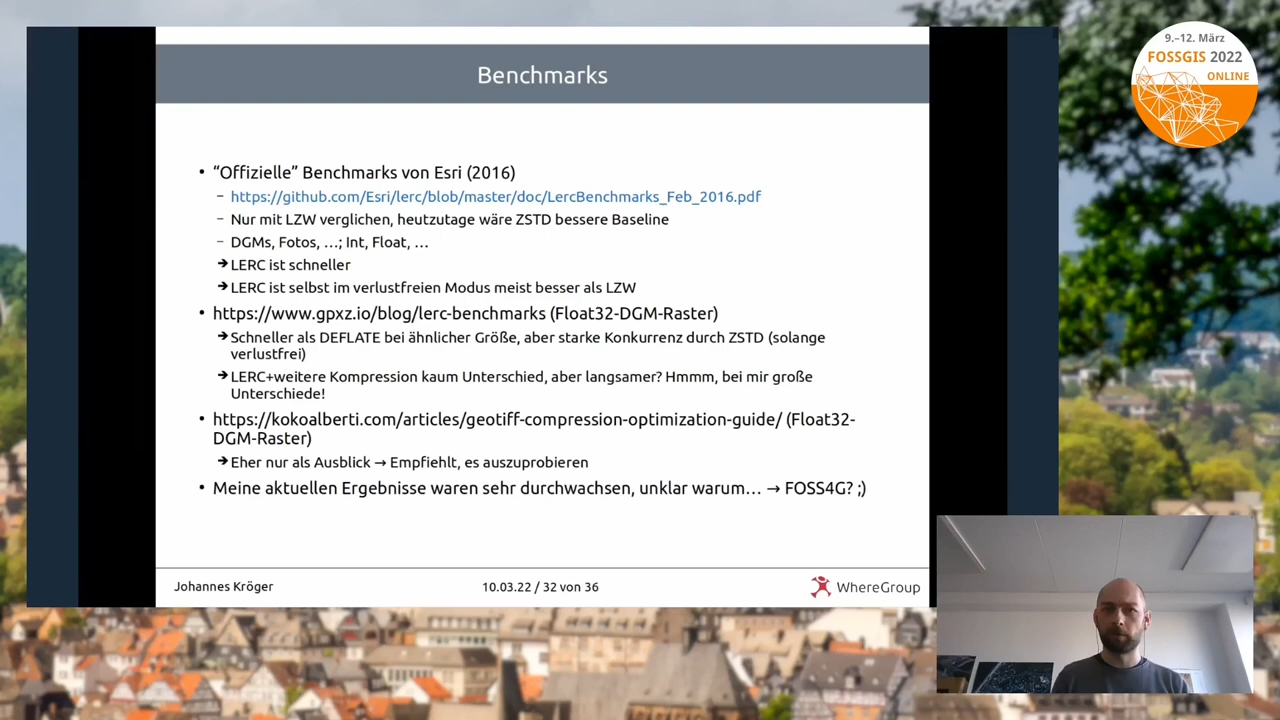 Benchmarks
9.–12. März
FOSSGIS 2022
ONLINE
• “Offizielle” Benchmarks von Esri (2016)
– https://github.com/Esri/lerc/blob/master/doc/LercBenchmarks_Feb_2016.pdf
– Nur mit LZW verglichen, heutzutage wäre ZSTD bessere Baseline
– DGMs, Fotos, …; Int, Float, …
➔ LERC ist schneller
➔ LERC ist selbst im verlustfreien Modus meist besser als LZW
• https://www.gpxz.io/blog/lerc-benchmarks (Float32-DGM-Raster)
➔ Schneller als DEFLATE bei ähnlicher Größe, aber starke Konkurrenz durch ZSTD (solange
verlustfrei)
➔ LERC+weitere Kompression kaum Unterschied, aber langsamer? Hmmm, bei mir große
Unterschiede!
• https://kokoalberti.com/articles/geotiff-compression-optimization-guide/ (Float32-
DGM-Raster)
➔ Eher nur als Ausblick → Empfiehlt, es auszuprobieren
• Meine aktuellen Ergebnisse waren sehr durchwachsen, unklar warum… → FOSS4G? ;)
Johannes Kröger
10.03.22 / 32 von 36
WhereGroup